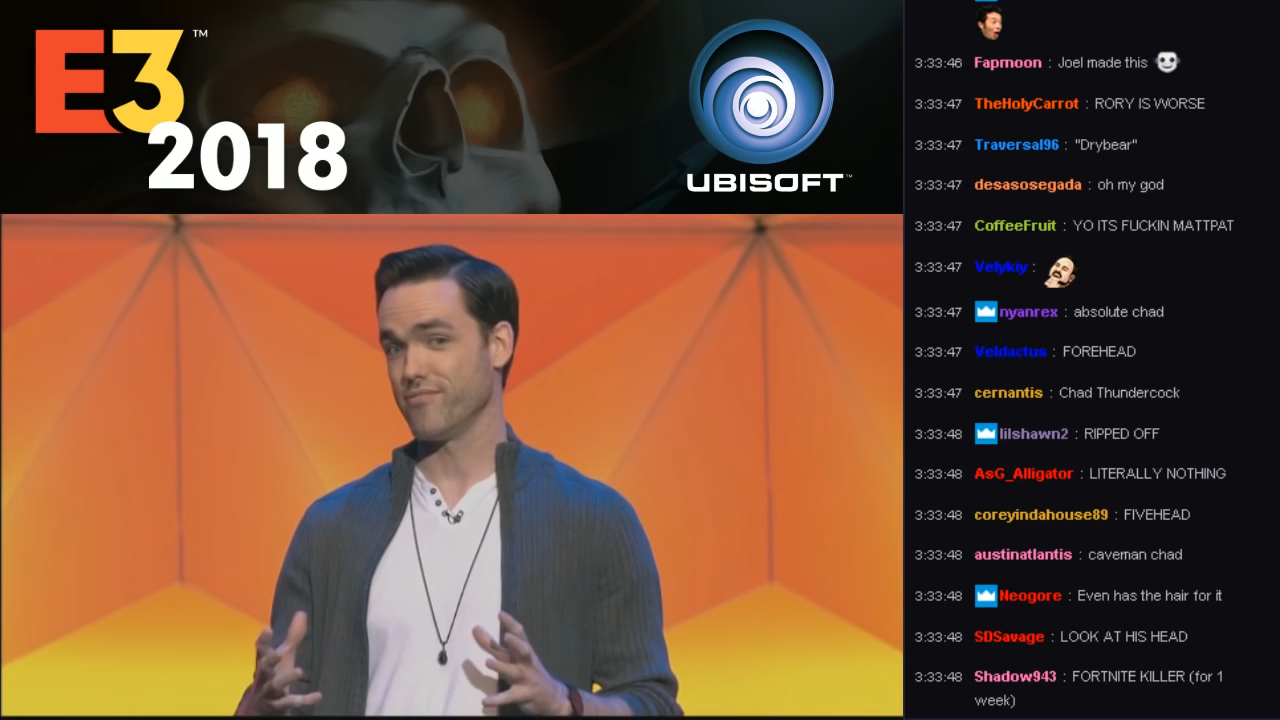 E3™
2018
UBISOFT™
3:33:46 Fapmoon : Joel made this
3:33:47 TheHolyCarrot : RORY IS WORSE
3:33:47 Traversal96 : "Drybear"
3:33:47 desasosegada : oh my god
3:33:47 CoffeeFruit : YO ITS FUCKIN MATTPAT
3:33:47 Velykiy :
3:33:47 nyanrex : absolute chad
3:33:47 Veldactus : FOREHEAD
3:33:47 cernantis : Chad Thundercock
3:33:48 lilshawn2 : RIPPED OFF
3:33:48 AsG_Alligator : LITERALLY NOTHING
3:33:48 coreyindahouse89 : FIVEHEAD
3:33:48 austinatlantis : caveman chad
3:33:48 Neogore : Even has the hair for it
3:33:48 SDSavage : LOOK AT HIS HEAD
3:33:48 Shadow943 : FORTNITE KILLER (for 1
week)